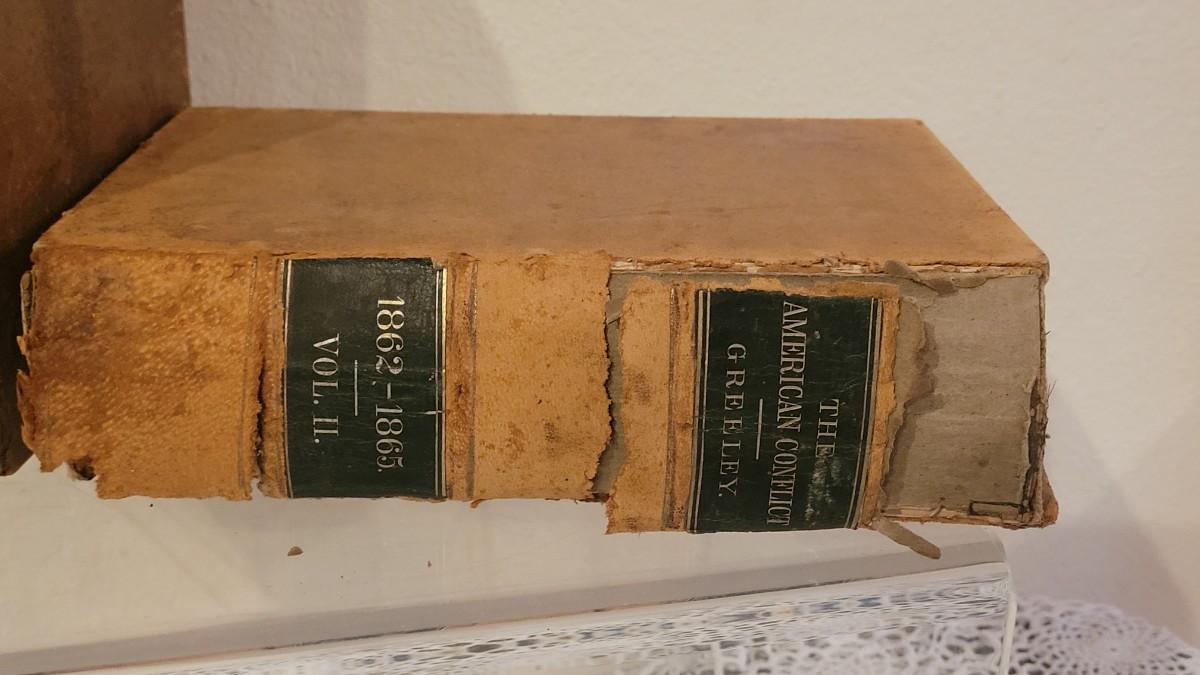 THE
AMERICAN CONFLICT
GREELEY.
1862-1865.
VOL. II.